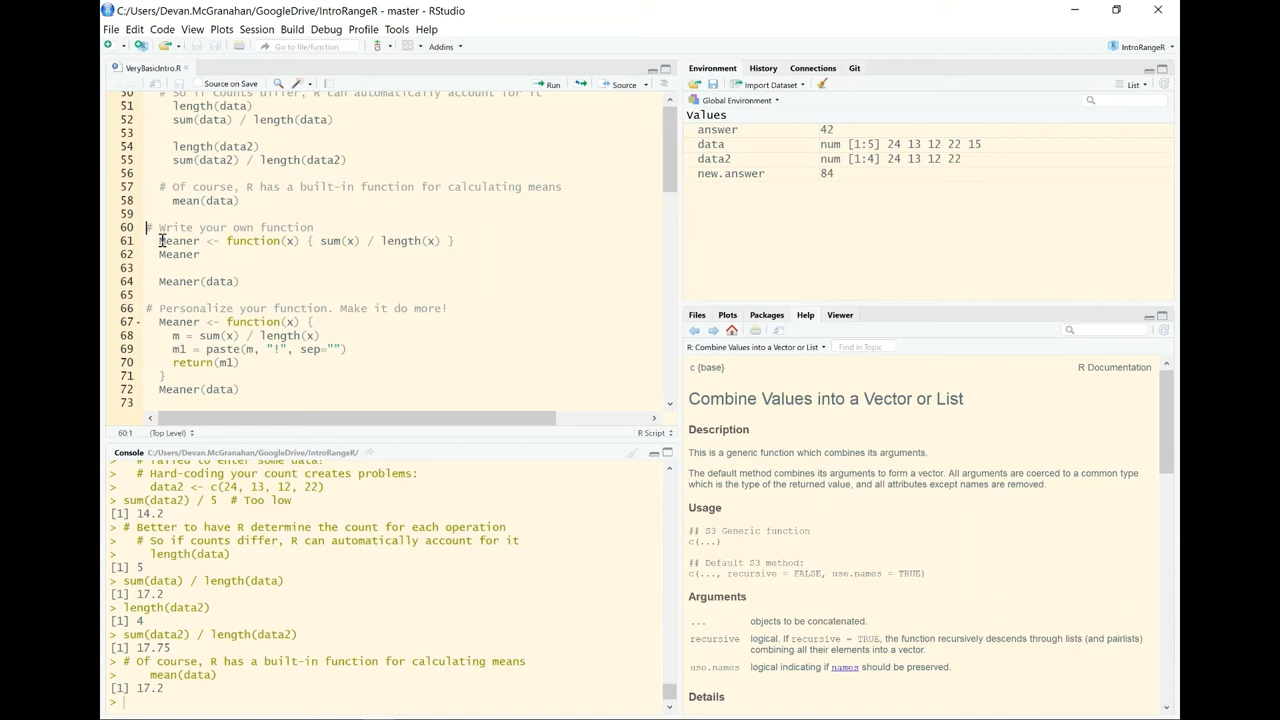 C:/Users/Devan.McGranahan/GoogleDrive/IntroRangeR - master - RStudio
File Edit Code View Plots Session Build Debug Profile Tools Help
Go to file/function Addins IntroRangeR
VeryBasicIntro.R
Source on Save Run Source
50 # So if counts differ, R can automatically account for it
51 length(data)
52 sum(data) / length(data)
53
54 length(data2)
55 sum(data2) / length(data2)
56
57 # Of course, R has a built-in function for calculating means
58 mean(data)
59
60 # Write your own function
61 Meaner <- function(x) { sum(x) / length(x) }
62 Meaner
63
64 Meaner(data)
65
66 # Personalize your function. Make it do more!
67 Meaner <- function(x) {
68 m = sum(x) / length(x)
69 m1 = paste(m, "!", sep="")
70 return(m1)
71 }
72 Meaner(data)
73
60:1 (Top Level) R Script
Console C:/Users/Devan.McGranahan/GoogleDrive/IntroRangeR/
> # failed to enter some data!
> # Hard-coding your count creates problems:
> data2 <- c(24, 13, 12, 22)
> sum(data2) / 5 # Too low
[1] 14.2
> # Better to have R determine the count for each operation
> # So if counts differ, R can automatically account for it
> length(data)
[1] 5
> sum(data) / length(data)
[1] 17.2
> length(data2)
[1] 4
> sum(data2) / length(data2)
[1] 17.75
> # Of course, R has a built-in function for calculating means
> mean(data)
[1] 17.2
>
Environment History Connections Git
Import Dataset List
Global Environment
Values
answer 42
data num [1:5] 24 13 12 22 15
data2 num [1:4] 24 13 12 22
new.answer 84
Files Plots Packages Help Viewer
R: Combine Values into a Vector or List Find in Topic
c {base} R Documentation
Combine Values into a Vector or List
Description
This is a generic function which combines its arguments.
The default method combines its arguments to form a vector. All arguments are coerced to a common type
which is the type of the returned value, and all attributes except names are removed.
Usage
## S3 Generic function
c(...)
## Default S3 method:
c(..., recursive = FALSE, use.names = TRUE)
Arguments
... objects to be concatenated.
recursive logical. If recursive = TRUE, the function recursively descends through lists (and pairlists)
combining all their elements into a vector.
use.names logical indicating if names should be preserved.
Details